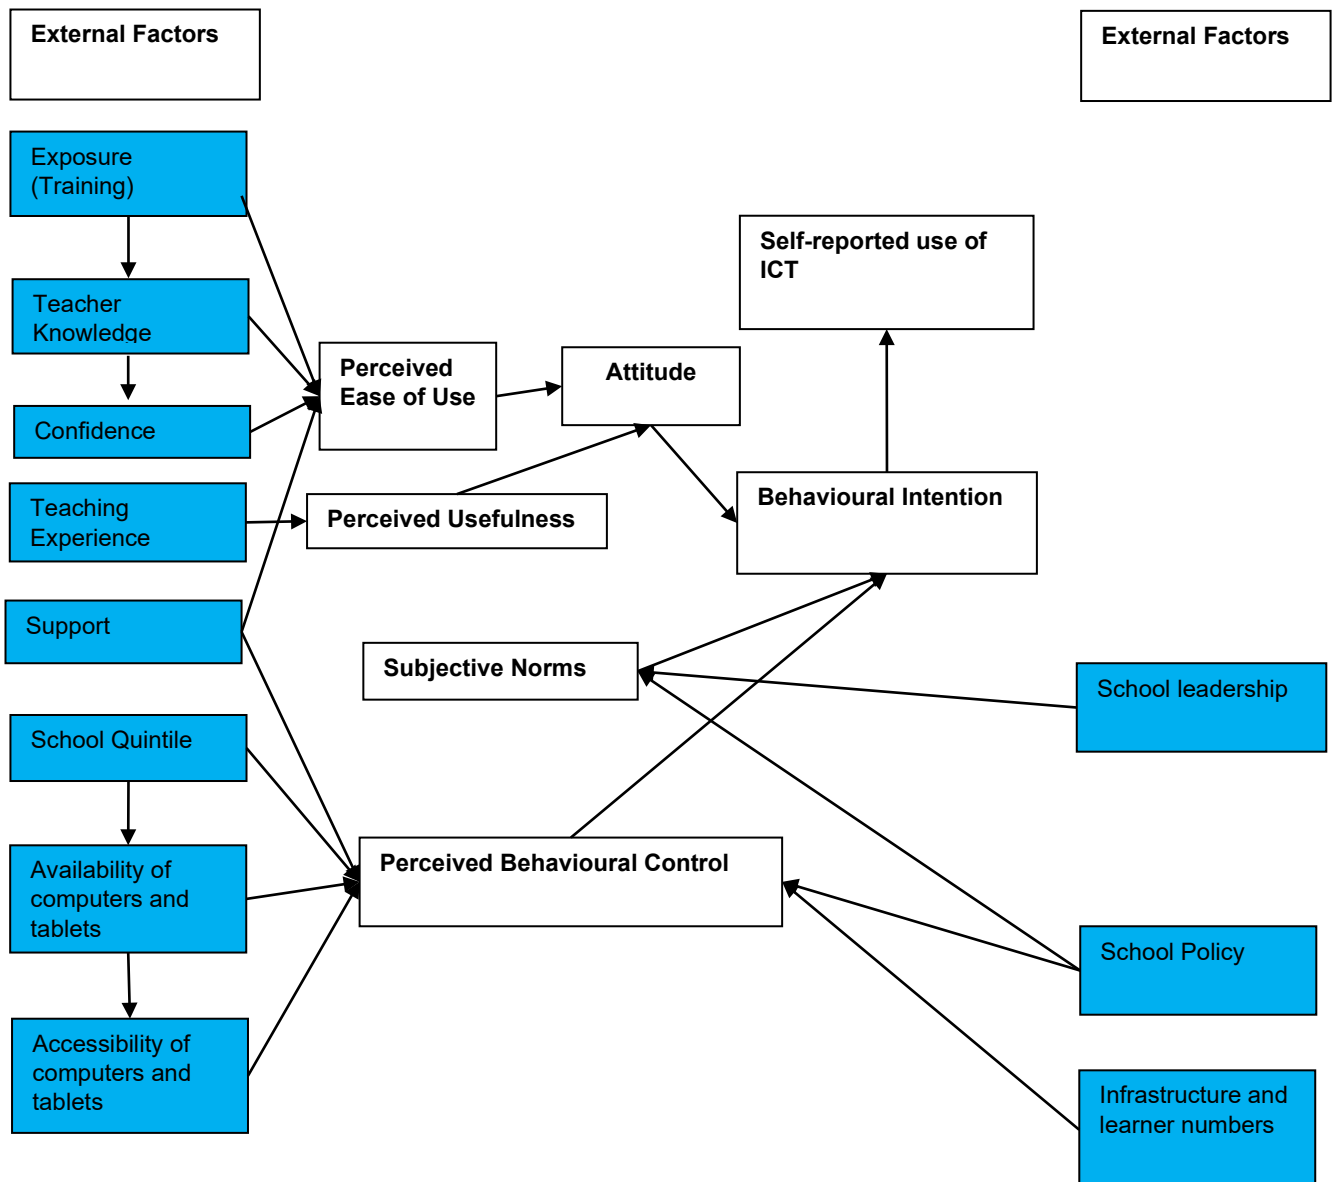 External Factors
External Factors
Exposure
(Training)
Self-reported use of
ICT
Teacher
Knowledge
Perceived
Ease of Use
Attitude
Confidence
Behavioural Intention
Teaching
Experience
Perceived Usefulness
Support
Subjective Norms
School leadership
School Quintile
Availability of
computers and
tablets
Perceived Behavioural Control
School Policy
Accessibility of
computers and
tablets
Infrastructure and
learner numbers